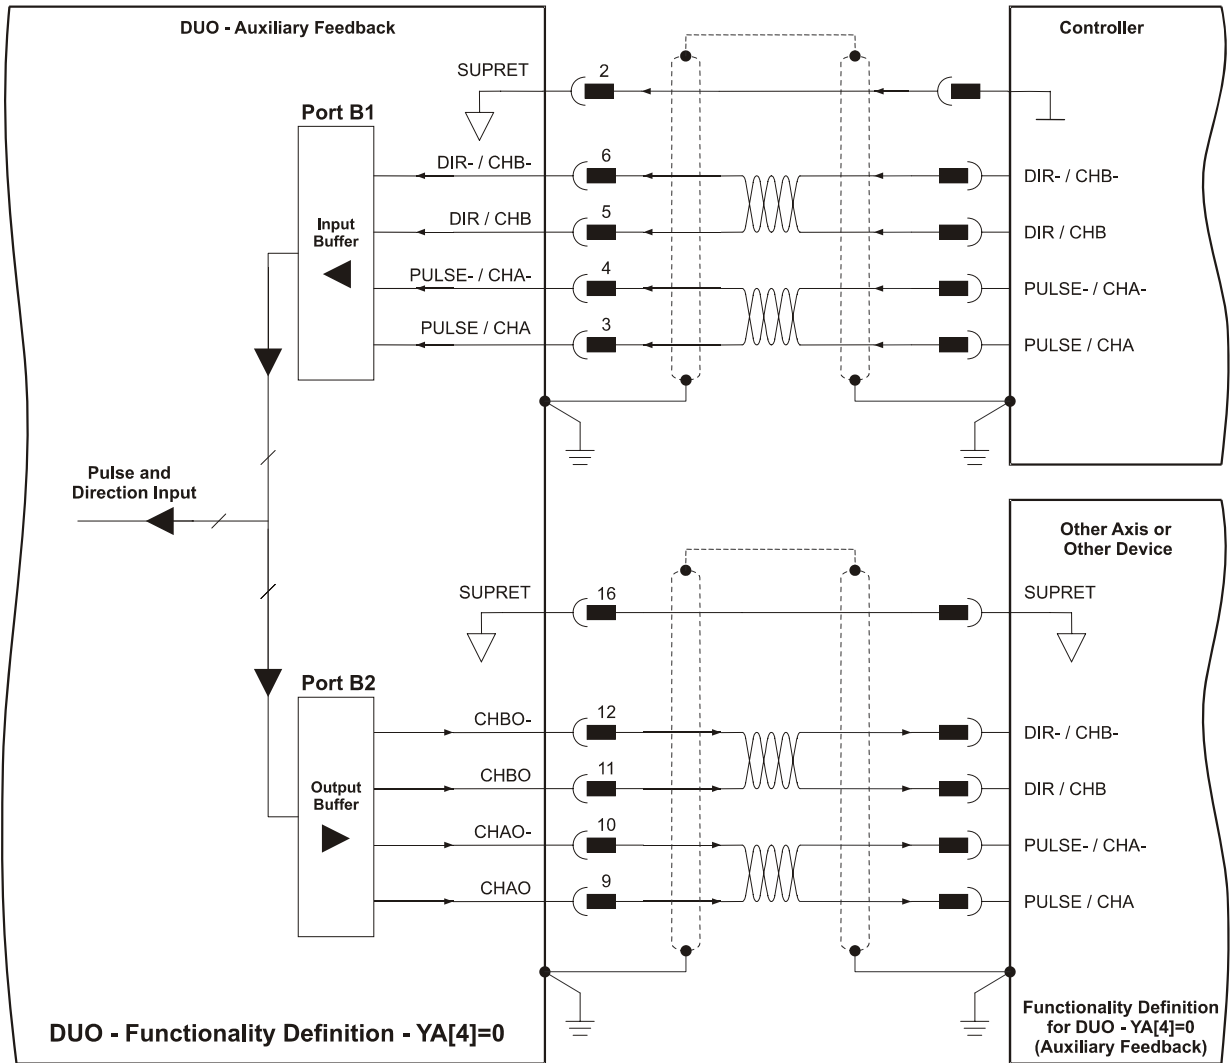 DUO - Auxiliary Feedback
Controller
SUPRET
2
Port B1
DIR- / CHB-
6
DIR- / CHB-
DIR / CHB
5
DIR / CHB
Input
Buffer
PULSE- / CHA-
4
PULSE- / CHA-
PULSE / CHA
3
PULSE / CHA
Pulse and
Direction Input
Other Axis or
Other Device
SUPRET
16
SUPRET
Port B2
CHBO-
12
DIR- / CHB-
CHBO
11
DIR / CHB
Output
Buffer
CHAO-
10
PULSE- / CHA-
CHAO
9
PULSE / CHA
DUO - Functionality Definition - YA[4]=0
Functionality Definition
for DUO - YA[4]=0
(Auxiliary Feedback)